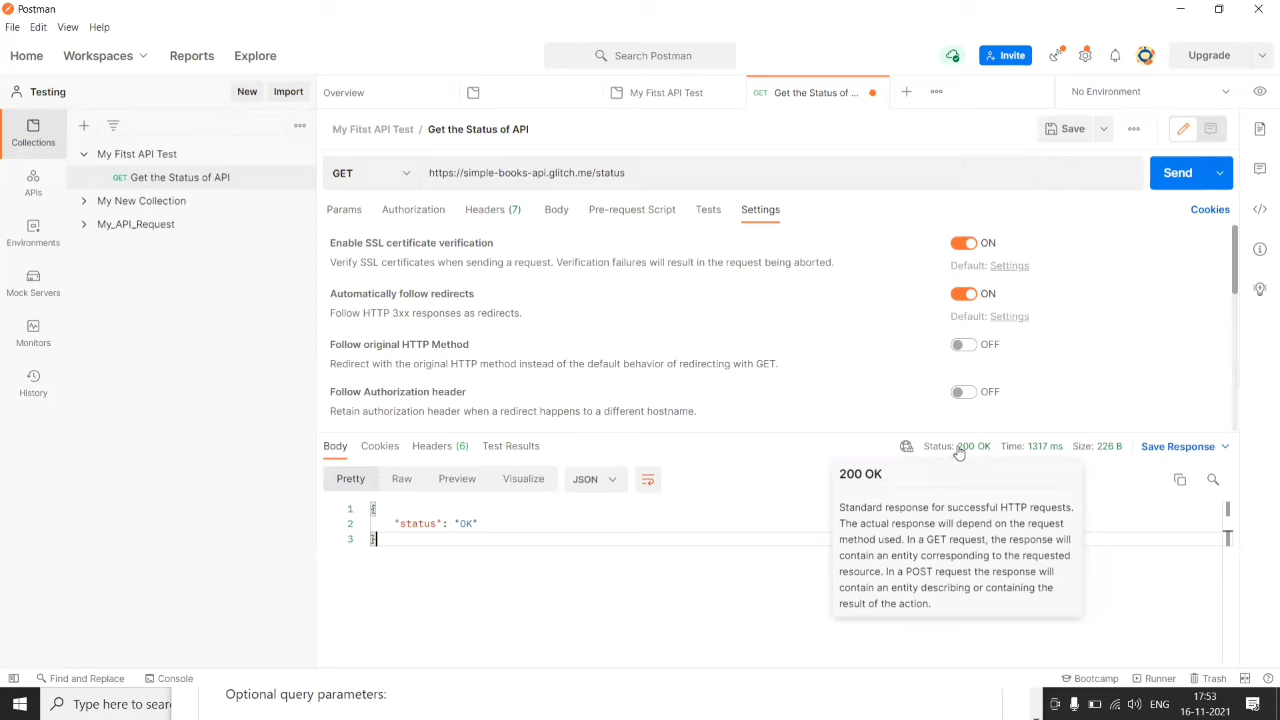 Postman
File Edit View Help
Home Workspaces Reports Explore Search Postman Invite Upgrade
Testing New Import Overview My Fitst API Test GET Get the Status of ... No Environment
Collections
My Fitst API Test
GET Get the Status of API
My New Collection
My_API_Request
APIs
Environments
Mock Servers
Monitors
History
My Fitst API Test / Get the Status of API Save
GET https://simple-books-api.glitch.me/status Send
Params Authorization Headers (7) Body Pre-request Script Tests Settings Cookies
Enable SSL certificate verification ON
Verify SSL certificates when sending a request. Verification failures will result in the request being aborted. Default: Settings
Automatically follow redirects ON
Follow HTTP 3xx responses as redirects. Default: Settings
Follow original HTTP Method OFF
Redirect with the original HTTP method instead of the default behavior of redirecting with GET.
Follow Authorization header OFF
Retain authorization header when a redirect happens to a different hostname.
Body Cookies Headers (6) Test Results Status: 200 OK Time: 1317 ms Size: 226 B Save Response
Pretty Raw Preview Visualize JSON
1 {
2 "status": "OK"
3 }
200 OK
Standard response for successful HTTP requests.
The actual response will depend on the request
method used. In a GET request, the response will
contain an entity corresponding to the requested
resource. In a POST request the response will
contain an entity describing or containing the
result of the action.
Find and Replace Console Bootcamp Runner Trash
Type here to sear Optional query parameters: ENG 17:53
16-11-2021